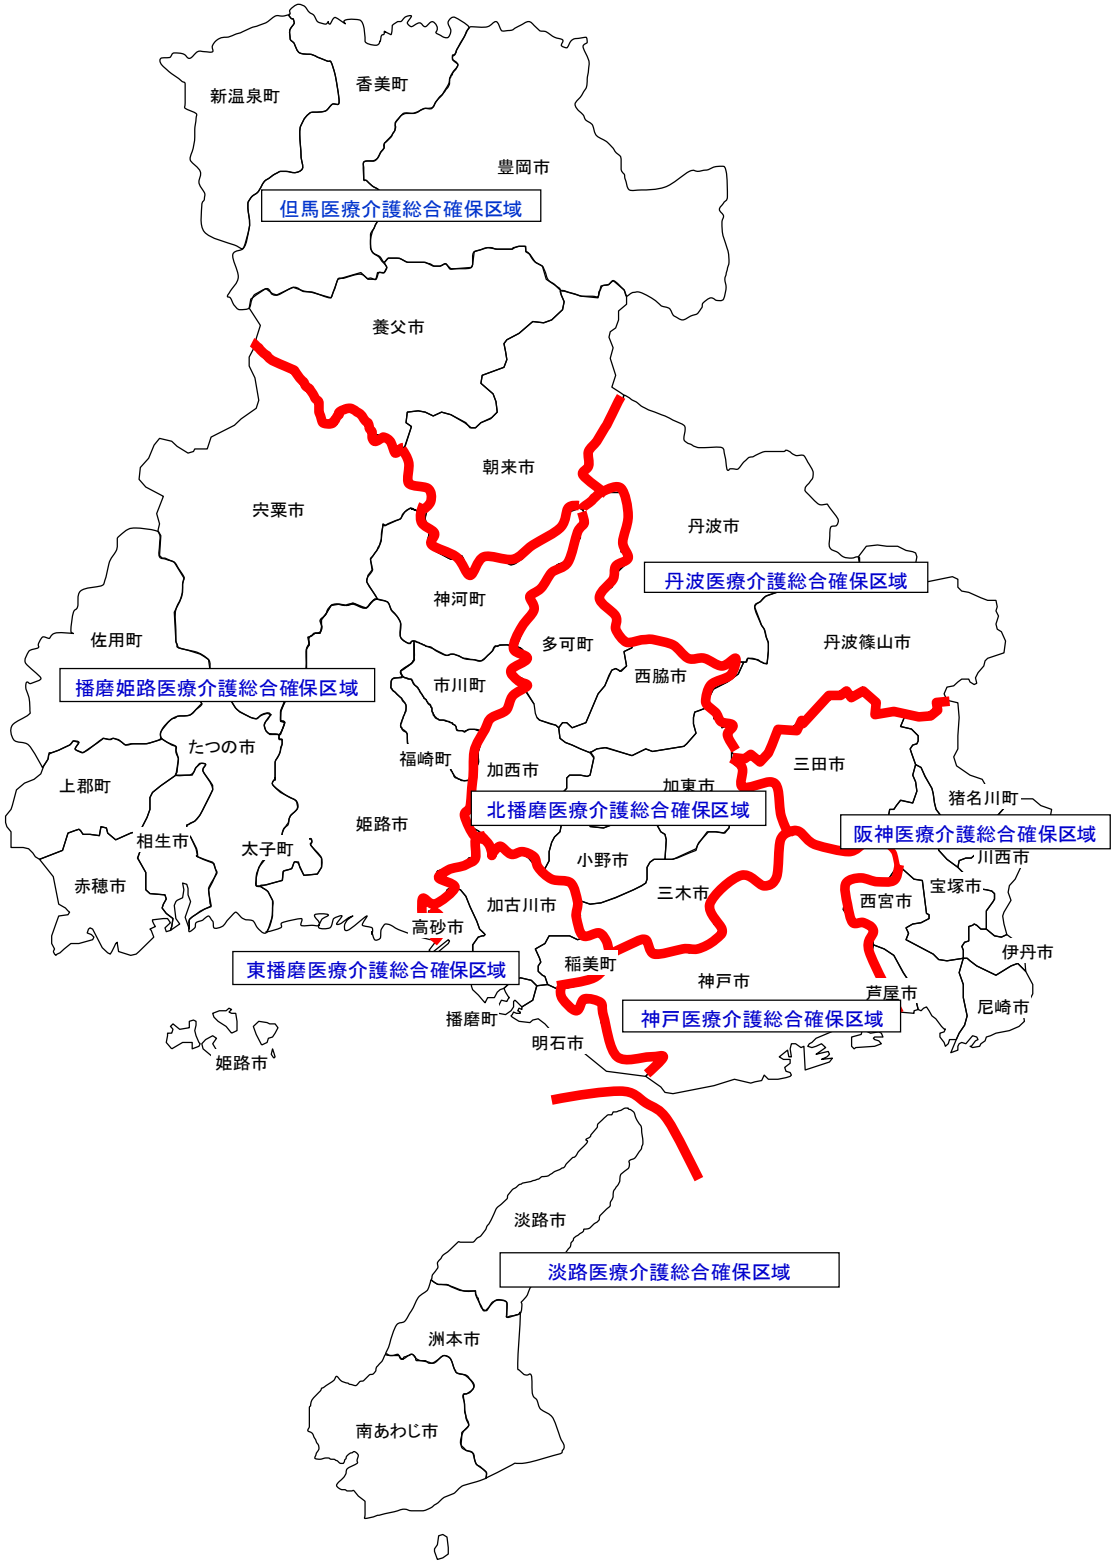 香美町
新温泉町
豊岡市
但馬医療介護総合確保区域
養父市
朝来市
宍粟市
丹波市
丹波医療介護総合確保区域
神河町
佐用町
多可町
丹波篠山市
西脇市
播磨姫路医療介護総合確保区域
市川町
たつの市
福崎町
加西市
三田市
上郡町
加東市
猪名川町
北播磨医療介護総合確保区域
姫路市
阪神医療介護総合確保区域
相生市
太子町
小野市
川西市
赤穂市
三木市
宝塚市
西宮市
加古川市
高砂市
伊丹市
稲美町
東播磨医療介護総合確保区域
神戸市
芦屋市
尼崎市
播磨町
神戸医療介護総合確保区域
明石市
姫路市
淡路市
淡路医療介護総合確保区域
洲本市
南あわじ市